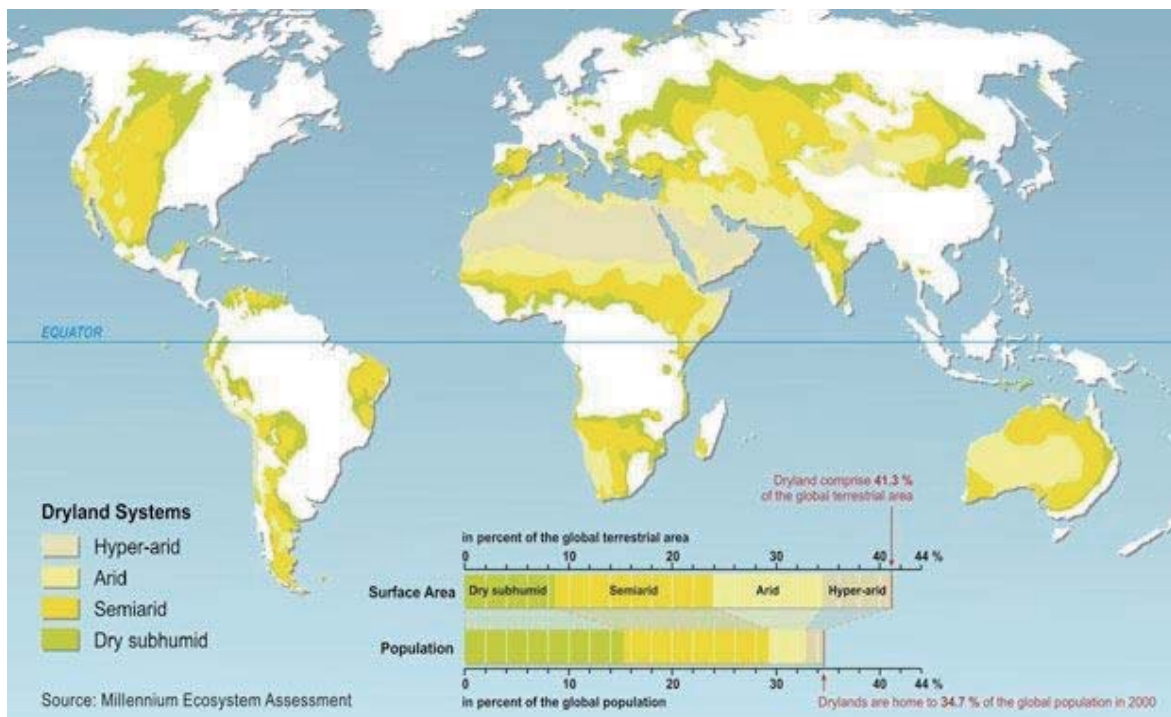 EQUATOR
Dryland Systems
Hyper-arid
Arid
Semiarid
Dry subhumid
Source: Millennium Ecosystem Assessment
Dryland comprise 41.3 %
of the global terrestrial area
in percent of the global terrestrial area
0 10 20 30 40 44 %
Surface Area Dry subhumid Semiarid Arid Hyper-arid
Population
0 10 20 30 40 44 %
in percent of the global population
Drylands are home to 34.7 % of the global population in 2000